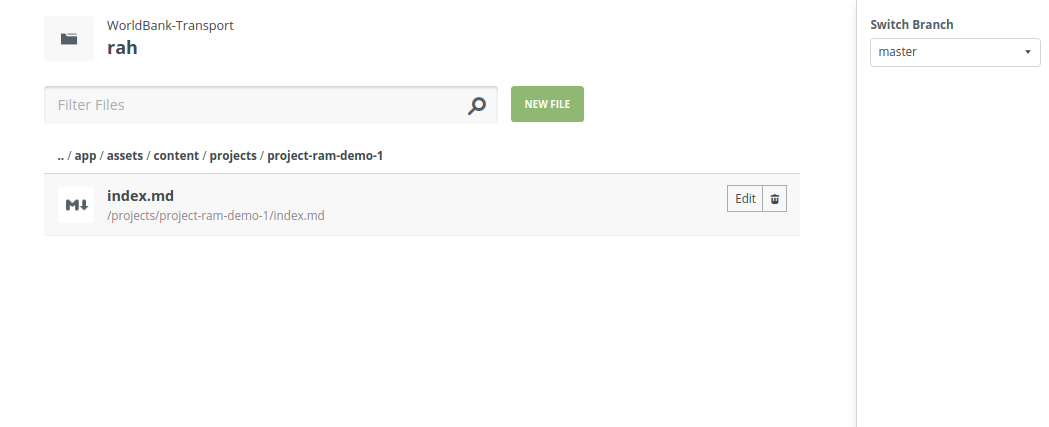 WorldBank-Transport
rah
Filter Files
NEW FILE
.. / app / assets / content / projects / project-ram-demo-1
M
index.md
/projects/project-ram-demo-1/index.md
Edit
Switch Branch
master